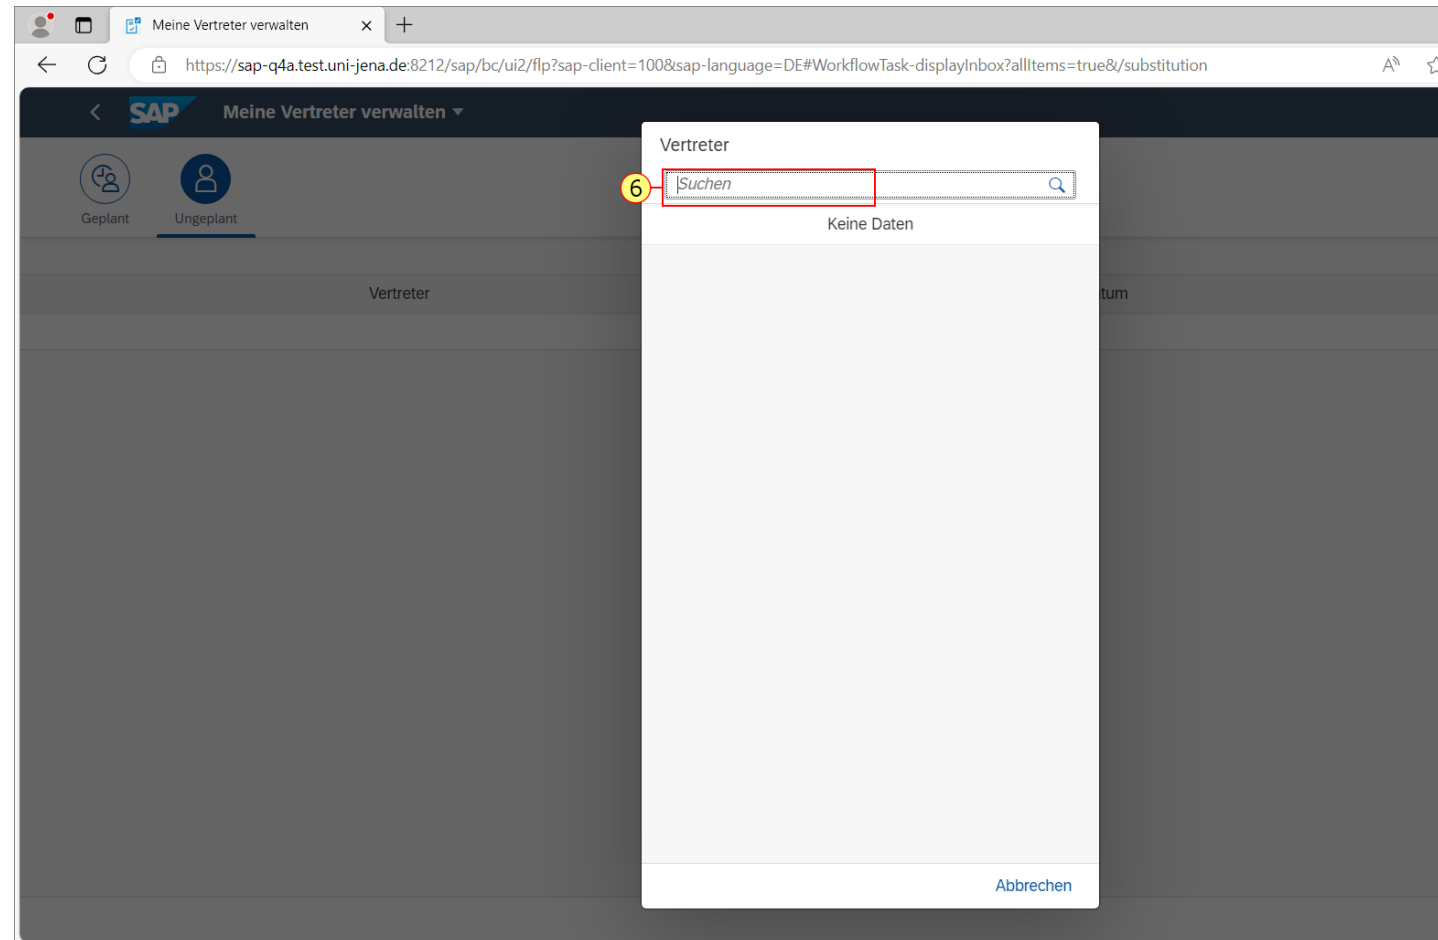 Meine Vertreter verwalten
https://sap-q4a.test.uni-jena.de:8212/sap/bc/ui2/flp?sap-client=100&sap-language=DE#WorkflowTask-displayInbox?allItems=true&/substitution
SAP Meine Vertreter verwalten
Vertreter
6 Suchen
Geplant Ungeplant
Keine Daten
Vertreter
tum
Abbrechen